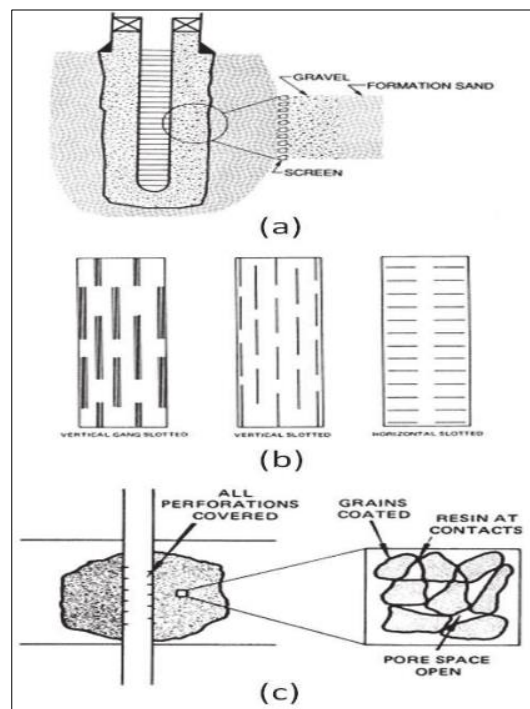 GRAVEL
FORMATION SAND
SCREEN
(a)
VERTICAL GANG SLOTTED
VERTICAL SLOTTED
HORIZONTAL SLOTTED
(b)
ALL
PERFORATIONS
COVERED
GRAINS
COATED
RESIN AT
CONTACTS
PORE SPACE
OPEN
(c)